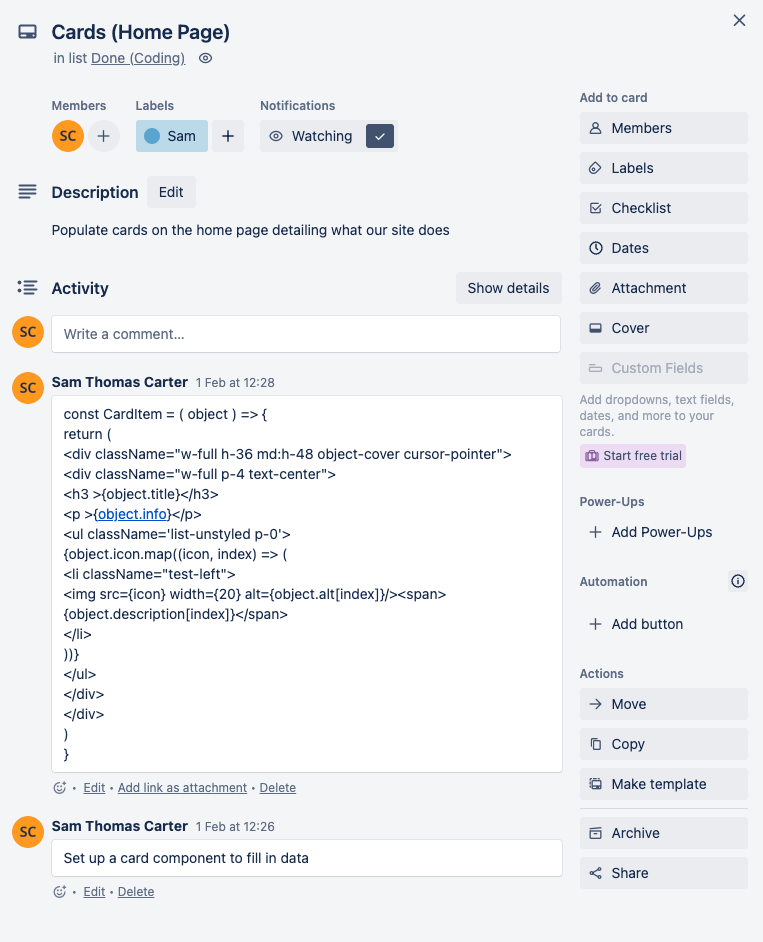 Cards (Home Page)
in list Done (Coding)
Members
Labels
Notifications
SC
Sam
Watching
Description
Edit
Populate cards on the home page detailing what our site does
Activity
Show details
SC
Write a comment...
SC
Sam Thomas Carter 1 Feb at 12:28
const CardItem = ( object ) => {
return (
<div className="w-full h-36 md:h-48 object-cover cursor-pointer">
<div className="w-full p-4 text-center">
<h3 >{object.title}</h3>
<p >{object.info}</p>
<ul className='list-unstyled p-0'>
{object.icon.map((icon, index) => (
<li className="test-left">
<img src={icon} width={20} alt={object.alt[index]}/><span>
{object.description[index]}</span>
</li>
))}
</ul>
</div>
</div>
)
}
• Edit • Add link as attachment • Delete
SC
Sam Thomas Carter 1 Feb at 12:26
Set up a card component to fill in data
• Edit • Delete
Add to card
Members
Labels
Checklist
Dates
Attachment
Cover
Custom Fields
Add dropdowns, text fields,
dates, and more to your
cards.
Start free trial
Power-Ups
Add Power-Ups
Automation
Add button
Actions
Move
Copy
Make template
Archive
Share